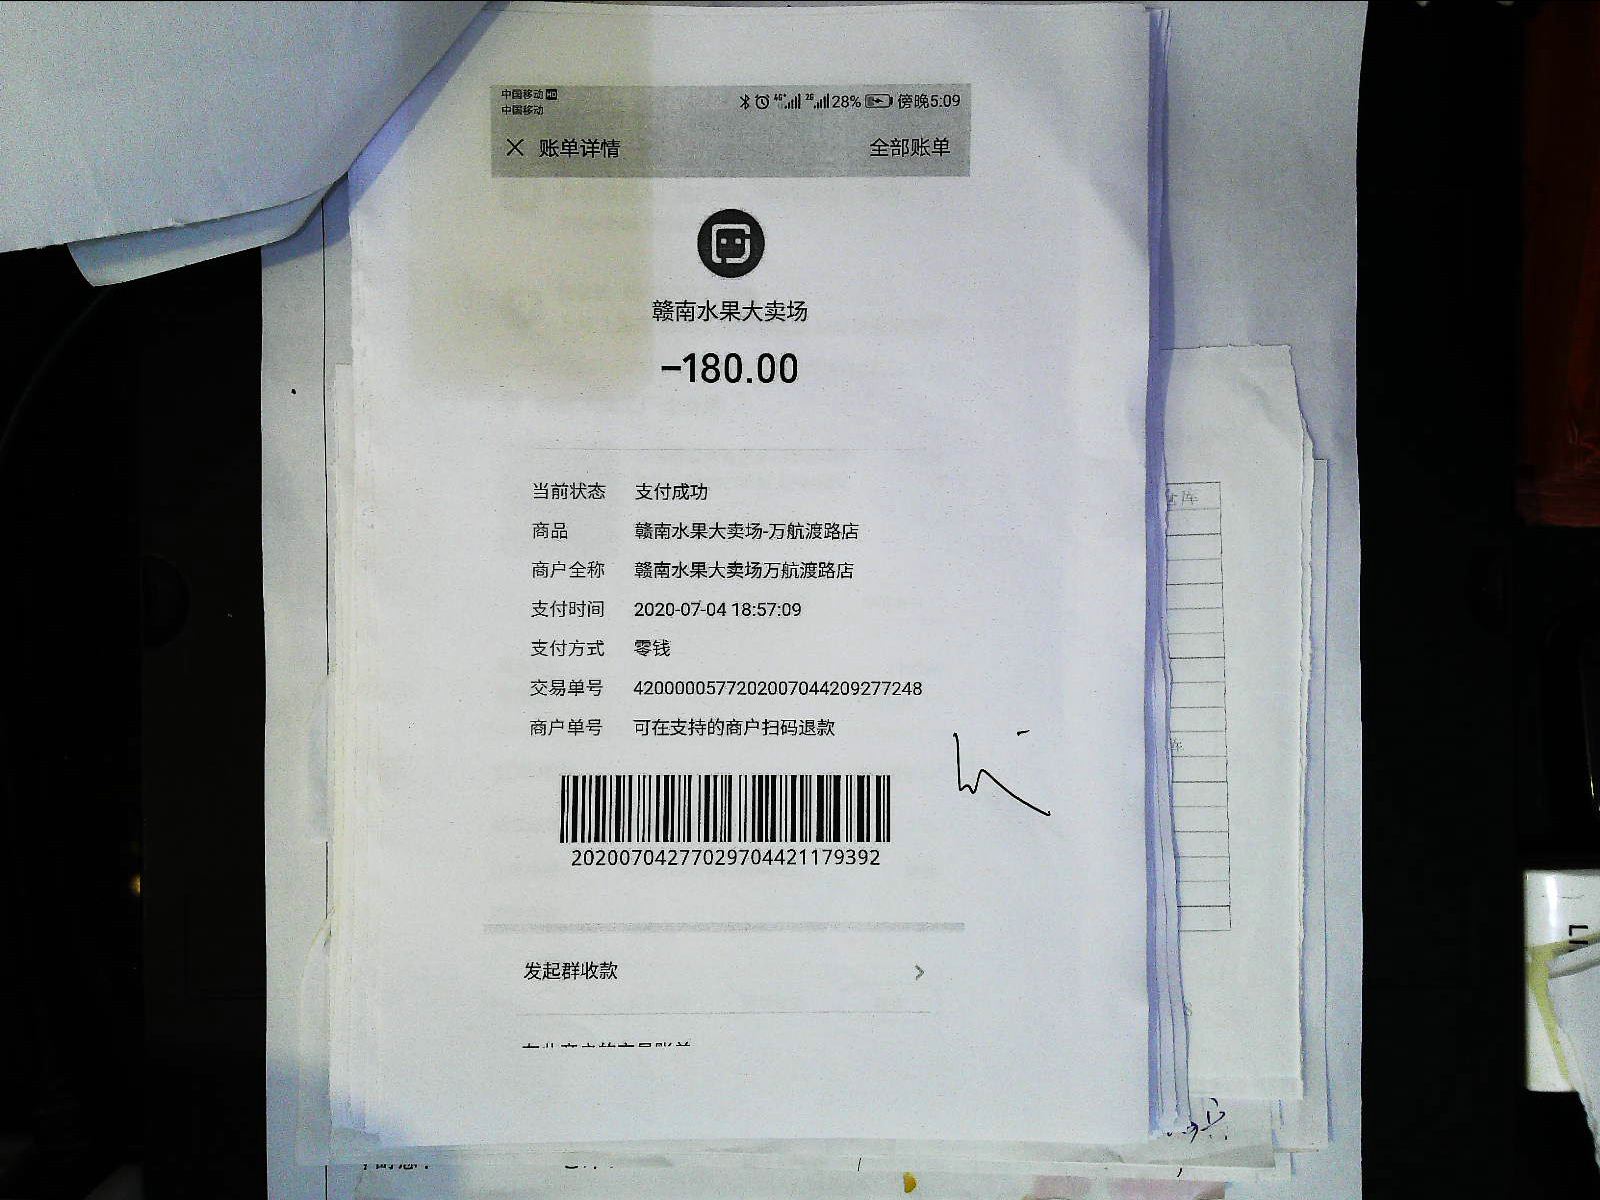 中国移动 HD
中国移动
4G+ 2G 28% 傍晚5:09
账单详情 全部账单
赣南水果大卖场
-180.00
当前状态 支付成功
商品 赣南水果大卖场-万航渡路店
商户全称 赣南水果大卖场万航渡路店
支付时间 2020-07-04 18:57:09
支付方式 零钱
交易单号 4200000577202007044209277248
商户单号 可在支持的商户扫码退款
20200704277029704421179392
发起群收款